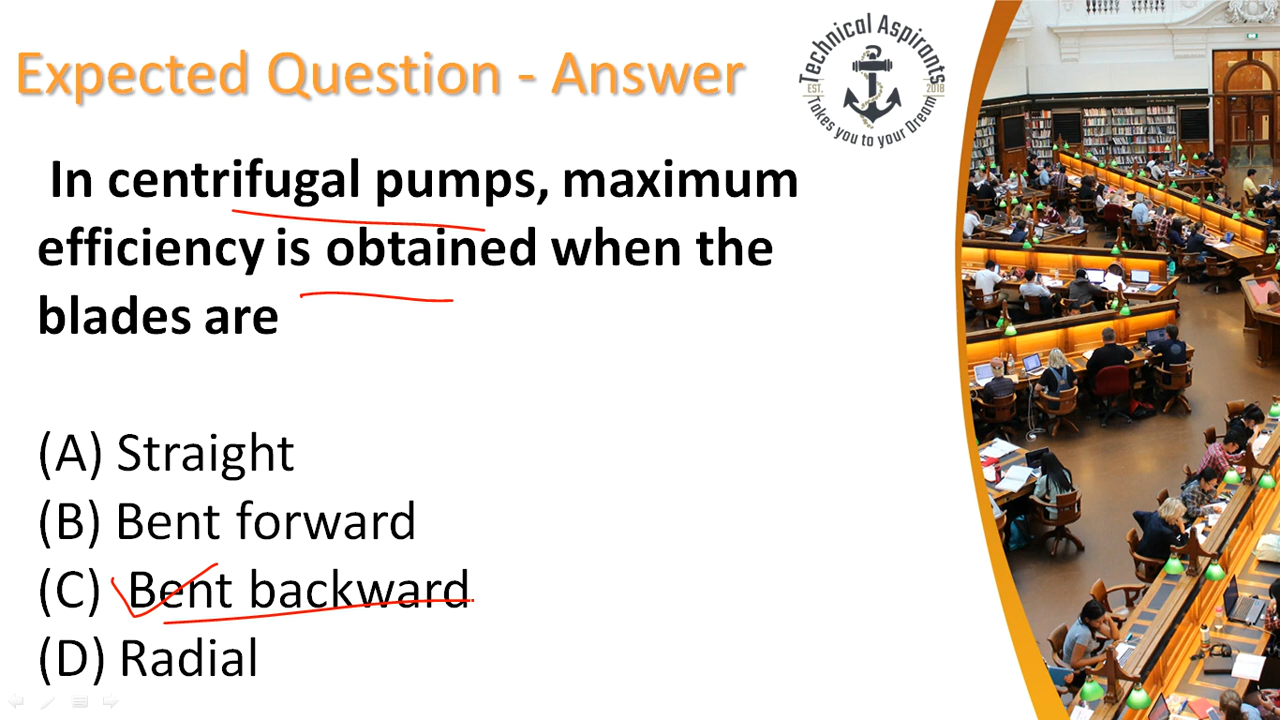 Expected Question - Answer
Technical Aspirants
EST. 2018
Takes you to your Dream
In centrifugal pumps, maximum
efficiency is obtained when the
blades are
(A) Straight
(B) Bent forward
(C) Bent backward
(D) Radial